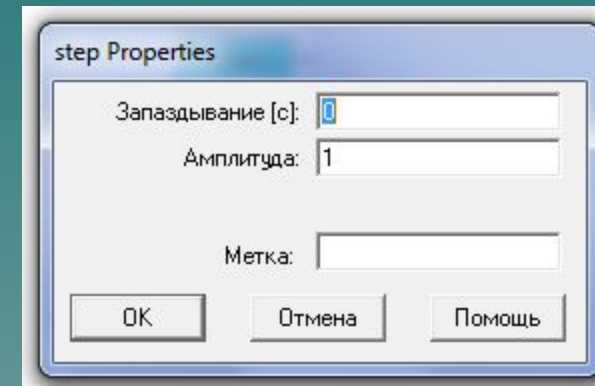 step Properties
Запаздывание [с]: 0
Амплитуда: 1
Метка:
OK Отмена Помощь